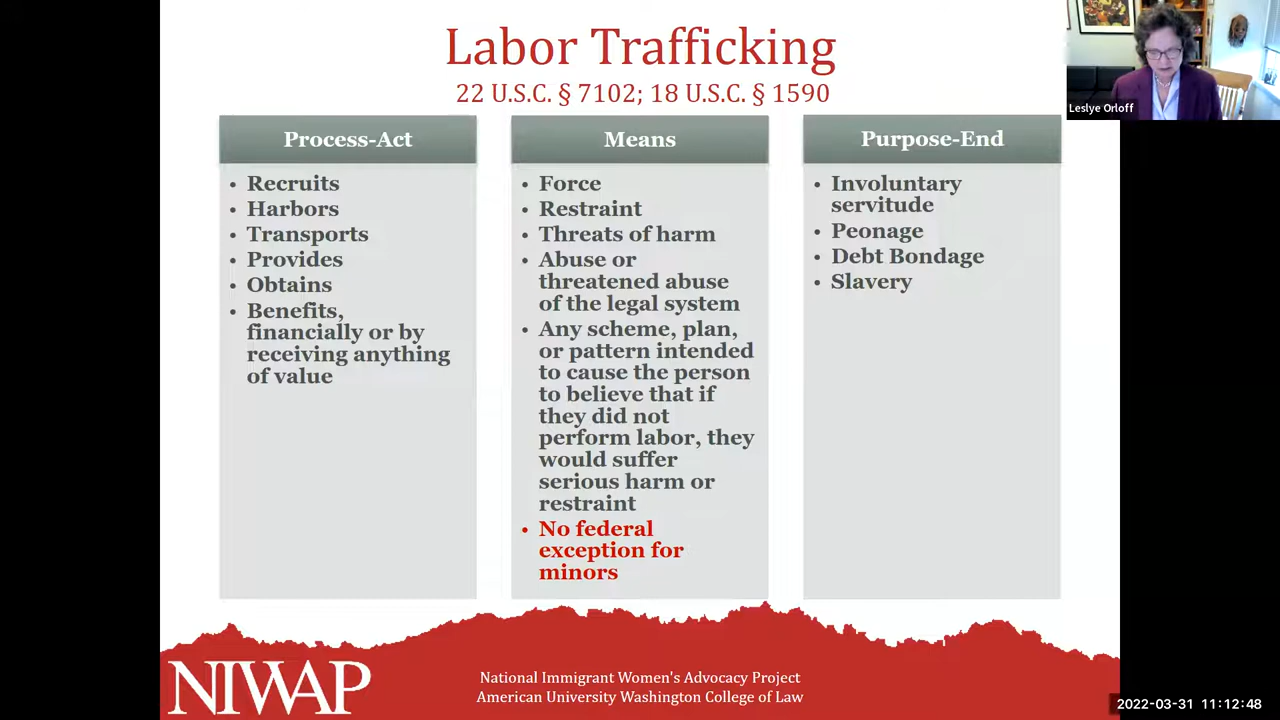 Labor Trafficking
22 U.S.C. § 7102; 18 U.S.C. § 1590
Leslye Orloff
Process-Act
• Recruits
• Harbors
• Transports
• Provides
• Obtains
• Benefits,
financially or by
receiving anything
of value
Means
• Force
• Restraint
• Threats of harm
• Abuse or
threatened abuse
of the legal system
• Any scheme, plan,
or pattern intended
to cause the person
to believe that if
they did not
perform labor, they
would suffer
serious harm or
restraint
• No federal
exception for
minors
Purpose-End
• Involuntary
servitude
• Peonage
• Debt Bondage
• Slavery
NIWAP
National Immigrant Women's Advocacy Project
American University Washington College of Law
2022-03-31 11:12:48